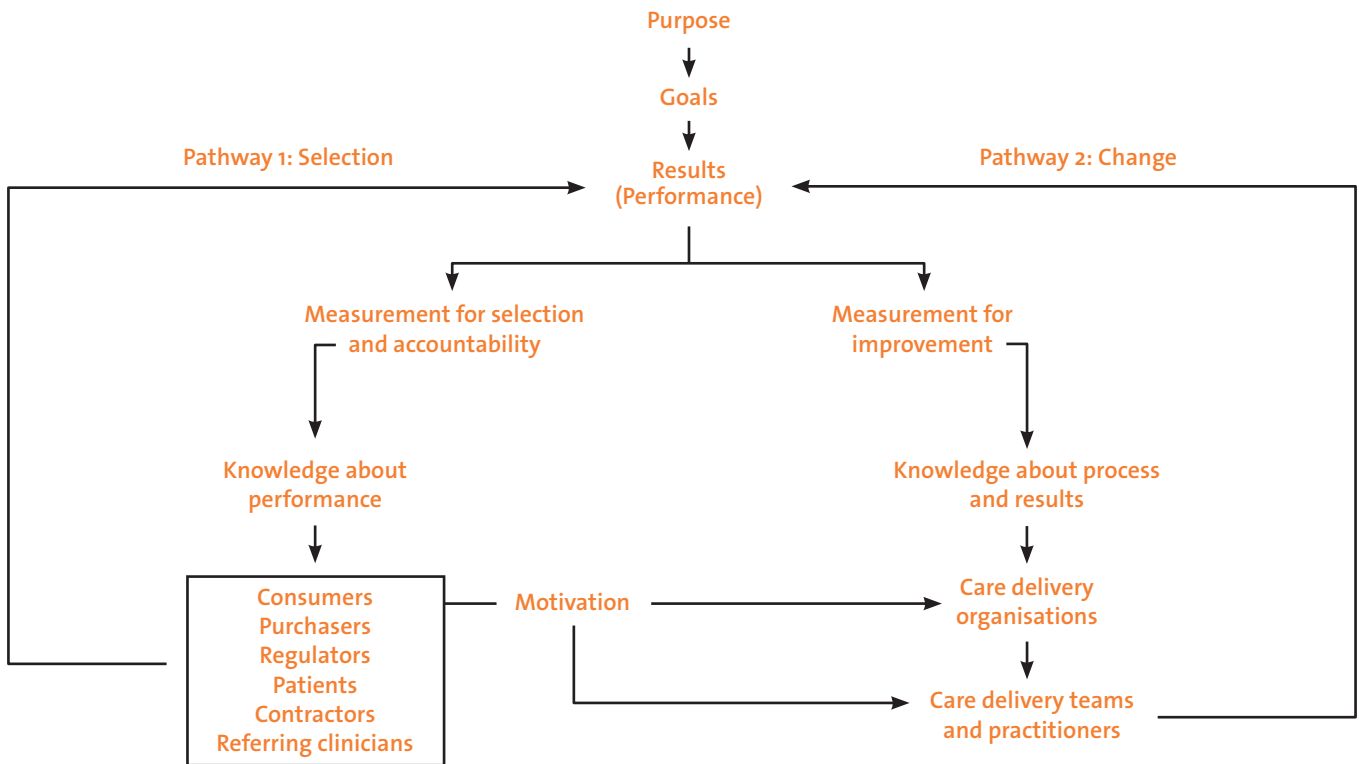 Purpose
Goals
Pathway 1: Selection
Results
(Performance)
Pathway 2: Change
Measurement for selection
and accountability
Measurement for
improvement
Knowledge about
performance
Knowledge about process
and results
Consumers
Purchasers
Regulators
Patients
Contractors
Referring clinicians
Motivation
Care delivery
organisations
Care delivery teams
and practitioners